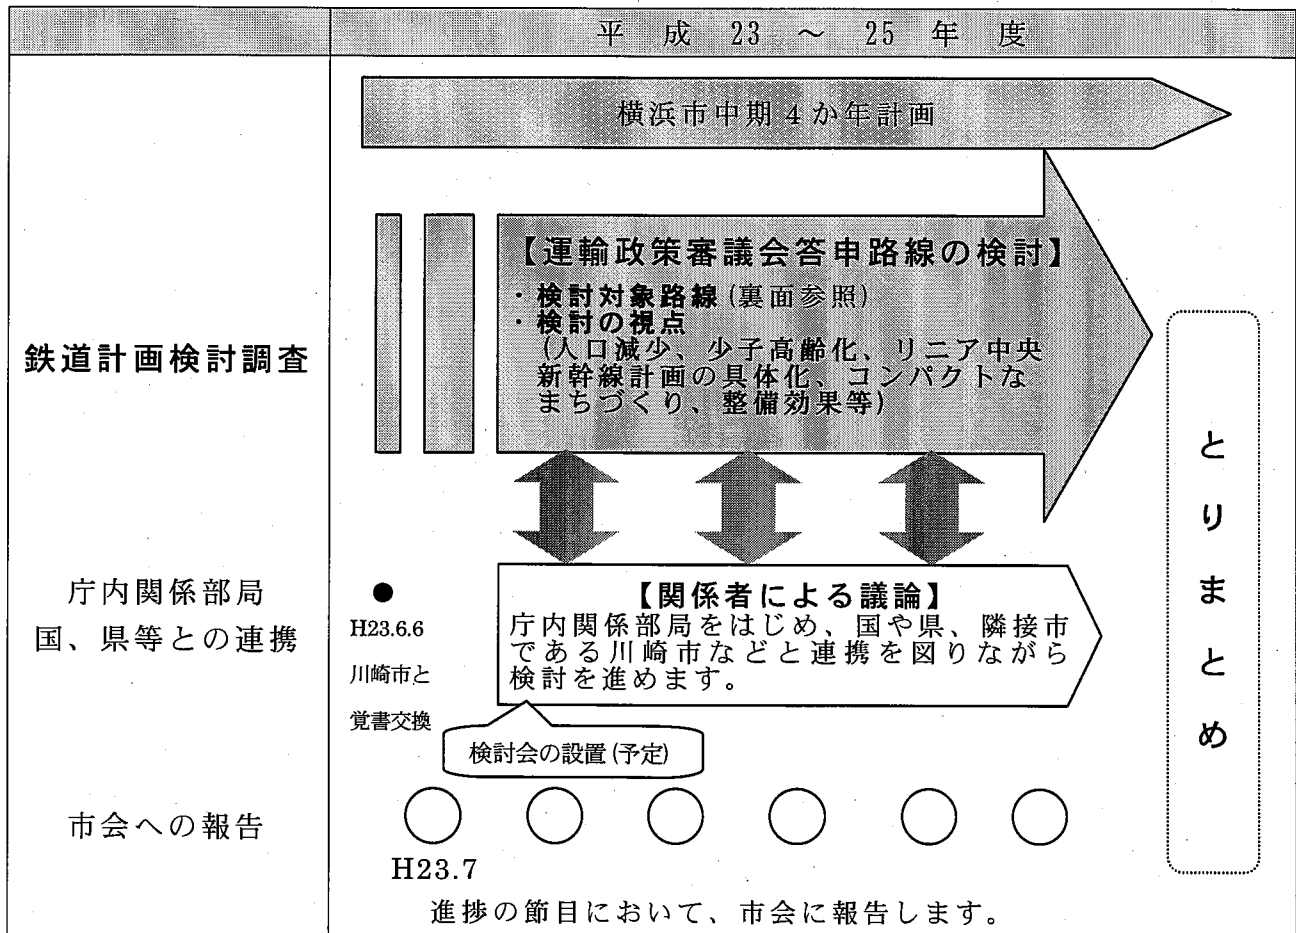 平成 23 ～ 25 年度
横浜市中期4か年計画
鉄道計画検討調査
【運輸政策審議会答申路線の検討】
・検討対象路線(裏面参照)
・検討の視点
(人口減少、少子高齢化、リニア中央
新幹線計画の具体化、コンパクトな
まちづくり、整備効果等)
とりまとめ
庁内関係部局
国、県等との連携
●
H23.6.6
川崎市と
覚書交換
【関係者による議論】
庁内関係部局をはじめ、国や県、隣接市
である川崎市などと連携を図りながら
検討を進めます。
検討会の設置(予定)
市会への報告
H23.7
進捗の節目において、市会に報告します。